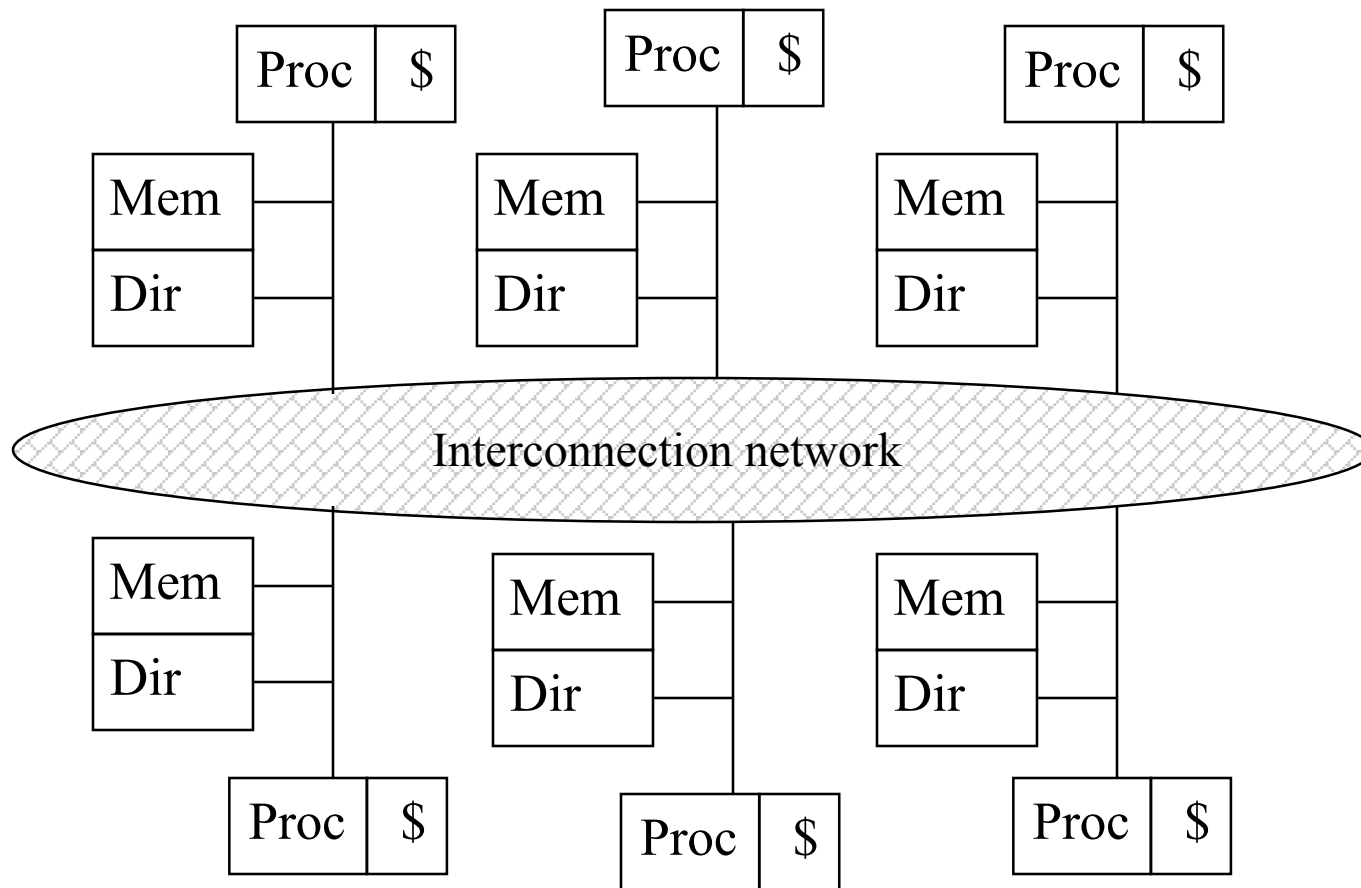 Proc $
Proc $
Proc $
Mem
Dir
Mem
Dir
Mem
Dir
Interconnection network
Mem
Dir
Mem
Dir
Mem
Dir
Proc $
Proc $
Proc $